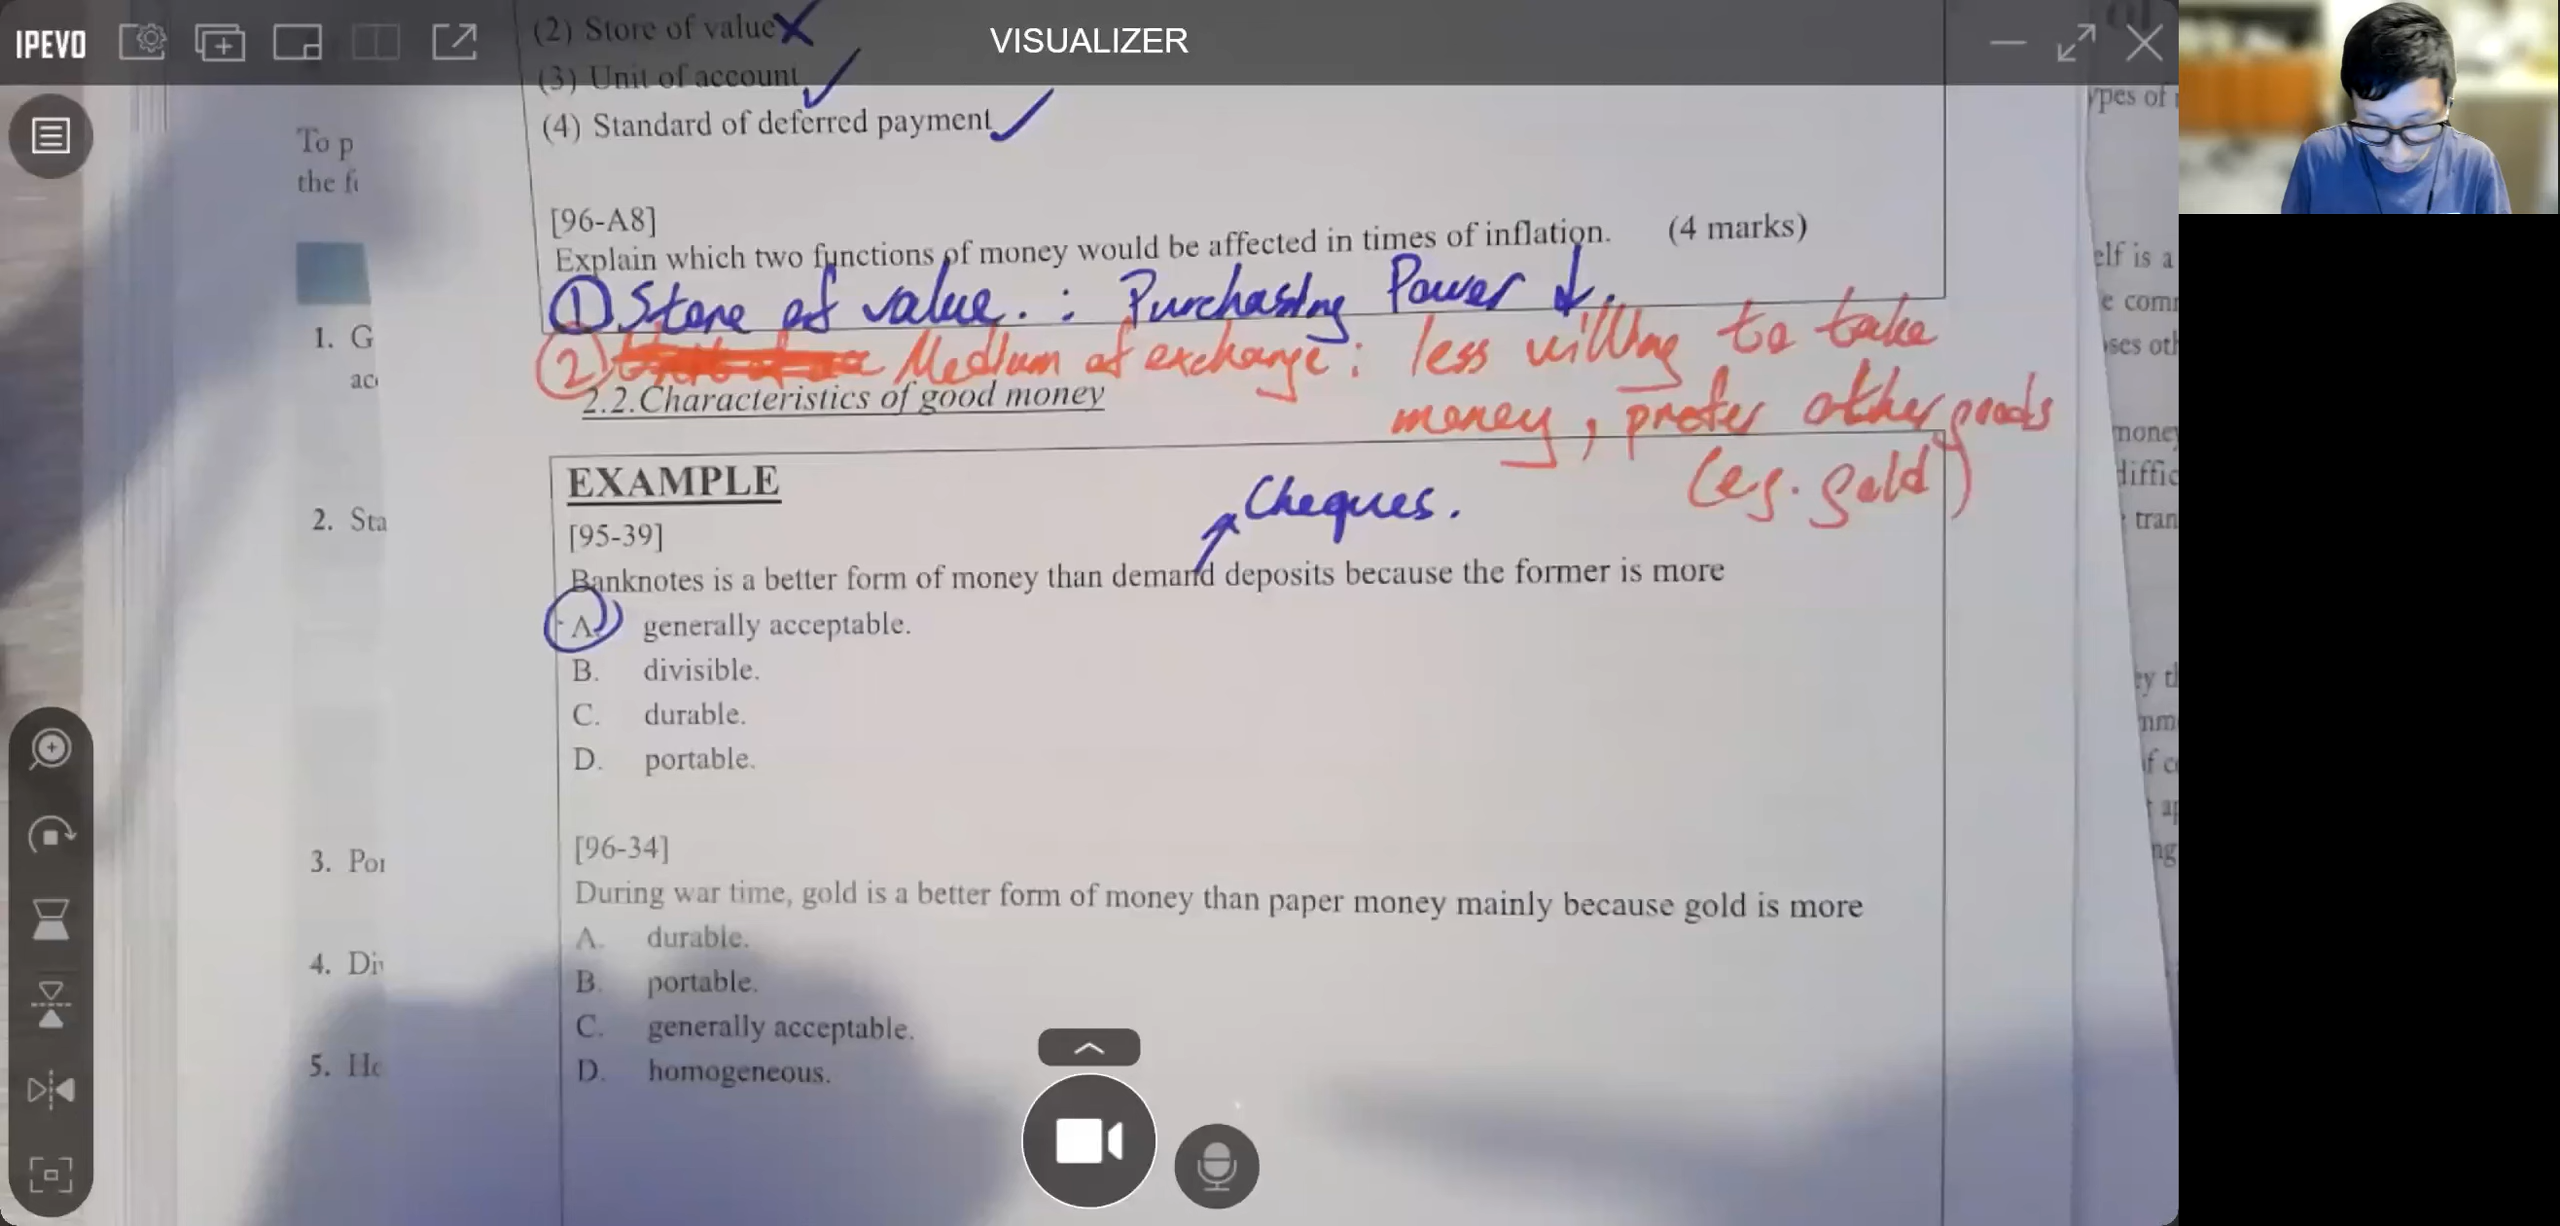 IPEVO
VISUALIZER
(2) Store of value
(3) Unit of account
(4) Standard of deferred payment
ypes of
To p
the
[96-A8]
Explain which two functions of money would be affected in times of inflation. (4 marks)
① Store of value. : Purchasing Power ↓.
② Medium of exchange : less willing to take
money, prefer other goods
(eg. gold)
2.2.Characteristics of good money
elf is a
e com
ses ot
money
diffic
tran
1. G
ac
2. Sta
3. Por
4. Di
5. Ho
EXAMPLE
Cheques.
[95-39]
Banknotes is a better form of money than demand deposits because the former is more
A. generally acceptable.
B. divisible.
C. durable.
D. portable.
[96-34]
During war time, gold is a better form of money than paper money mainly because gold is more
A. durable.
B. portable.
C. generally acceptable.
D. homogeneous.